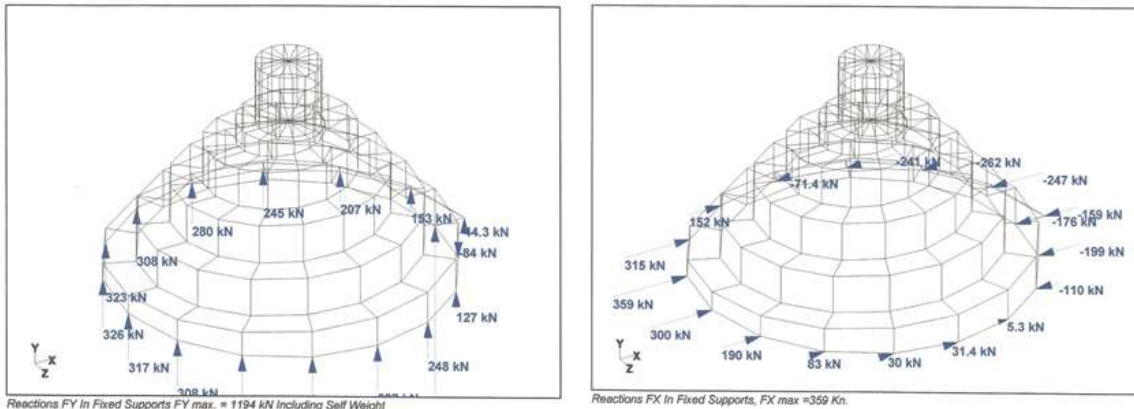 245 kN
207 kN
153 kN
280 kN
-84 kN
308 kN
323 kN
127 kN
326 kN
317 kN
248 kN
308 kN
Y
X
Z
Reactions FY In Fixed Supports FY max. = 1194 kN Including Self Weight
-241 kN
-262 kN
-71.4 kN
-247 kN
152 kN
-159 kN
-176 kN
-199 kN
315 kN
-110 kN
359 kN
300 kN
5.3 kN
190 kN
31.4 kN
83 kN
30 kN
Y
X
Z
Reactions FX In Fixed Supports, FX max =359 Kn.